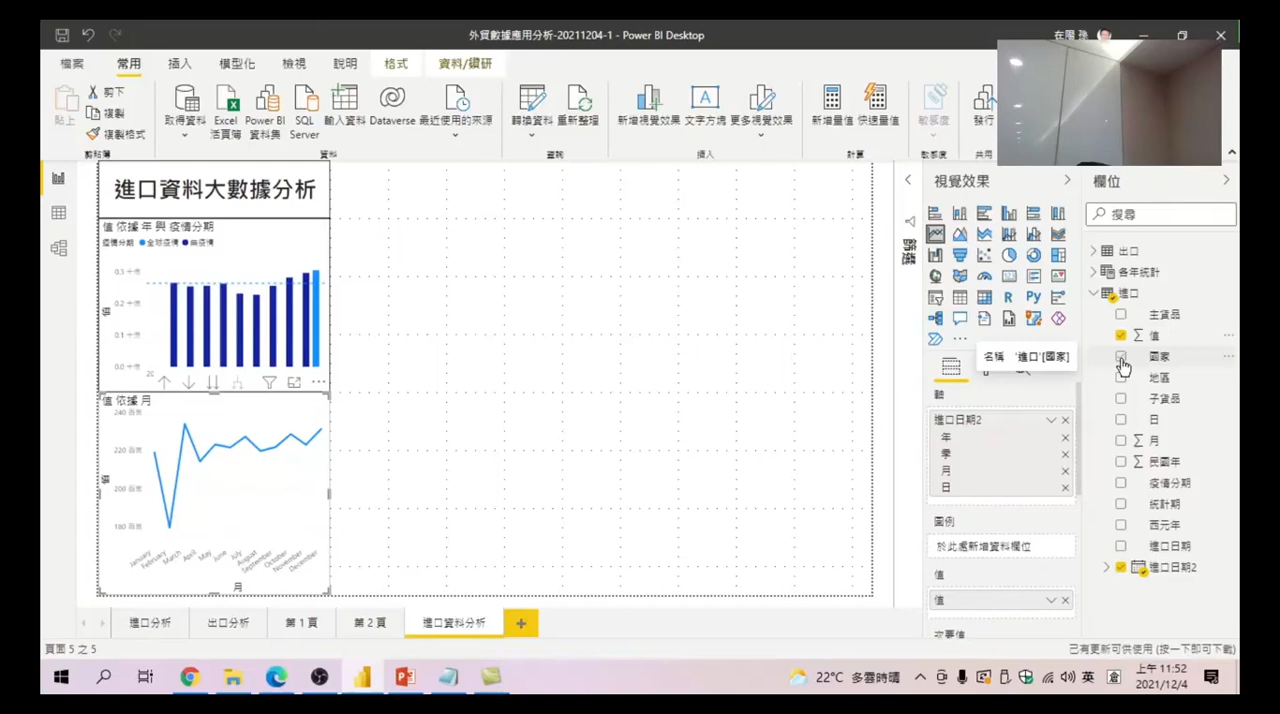 外貿數據應用分析-20211204-1 - Power BI Desktop
檔案 常用 插入 模型化 檢視 說明 格式 資料/鑽研
貼上 剪下 複製 複製格式
取得資料 Excel 活頁簿 Power BI 資料集 SQL Server 輸入資料 Dataverse 最近使用的來源
轉換資料 重新整理
新增視覺效果 文字方塊 更多視覺效果
新增量值 快速量值
敏感度 發行
剪貼簿 資料 查詢 插入 計算 敏感度 共用
進口資料大數據分析
值 依據 年 與 疫情分期
疫情分期 全球疫情 無疫情
0.3 十億
0.2 十億
0.1 十億
0.0 十億
值
20
值 依據 月
240 百萬
220 百萬
200 百萬
180 百萬
值
January February March April May June July August September October November December
月
篩選
視覺效果
R Py
名稱 '進口'[國家]
軸
進口日期2
年
季
月
日
圖例
於此處新增資料欄位
值
值
次要值
欄位
搜尋
出口
各年統計
進口
主貨品
Σ 值
國家
地區
子貨品
日
Σ 月
Σ 民國年
疫情分期
統計期
西元年
進口日期
進口日期2
進口分析 出口分析 第 1 頁 第 2 頁 進口資料分析 +
頁面 5 之 5
已有更新可供使用 (按一下即可下載)
22°C 多雲時晴
英
倉
上午 11:52
2021/12/4